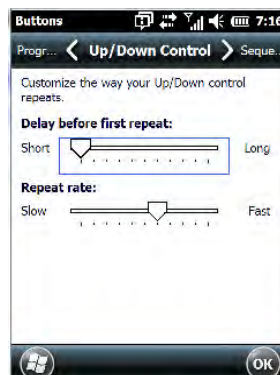 Buttons 7:16
Progr... Up/Down Control Seque...
Customize the way your Up/Down control
repeats.
Delay before first repeat:
Short Long
Repeat rate:
Slow Fast
OK